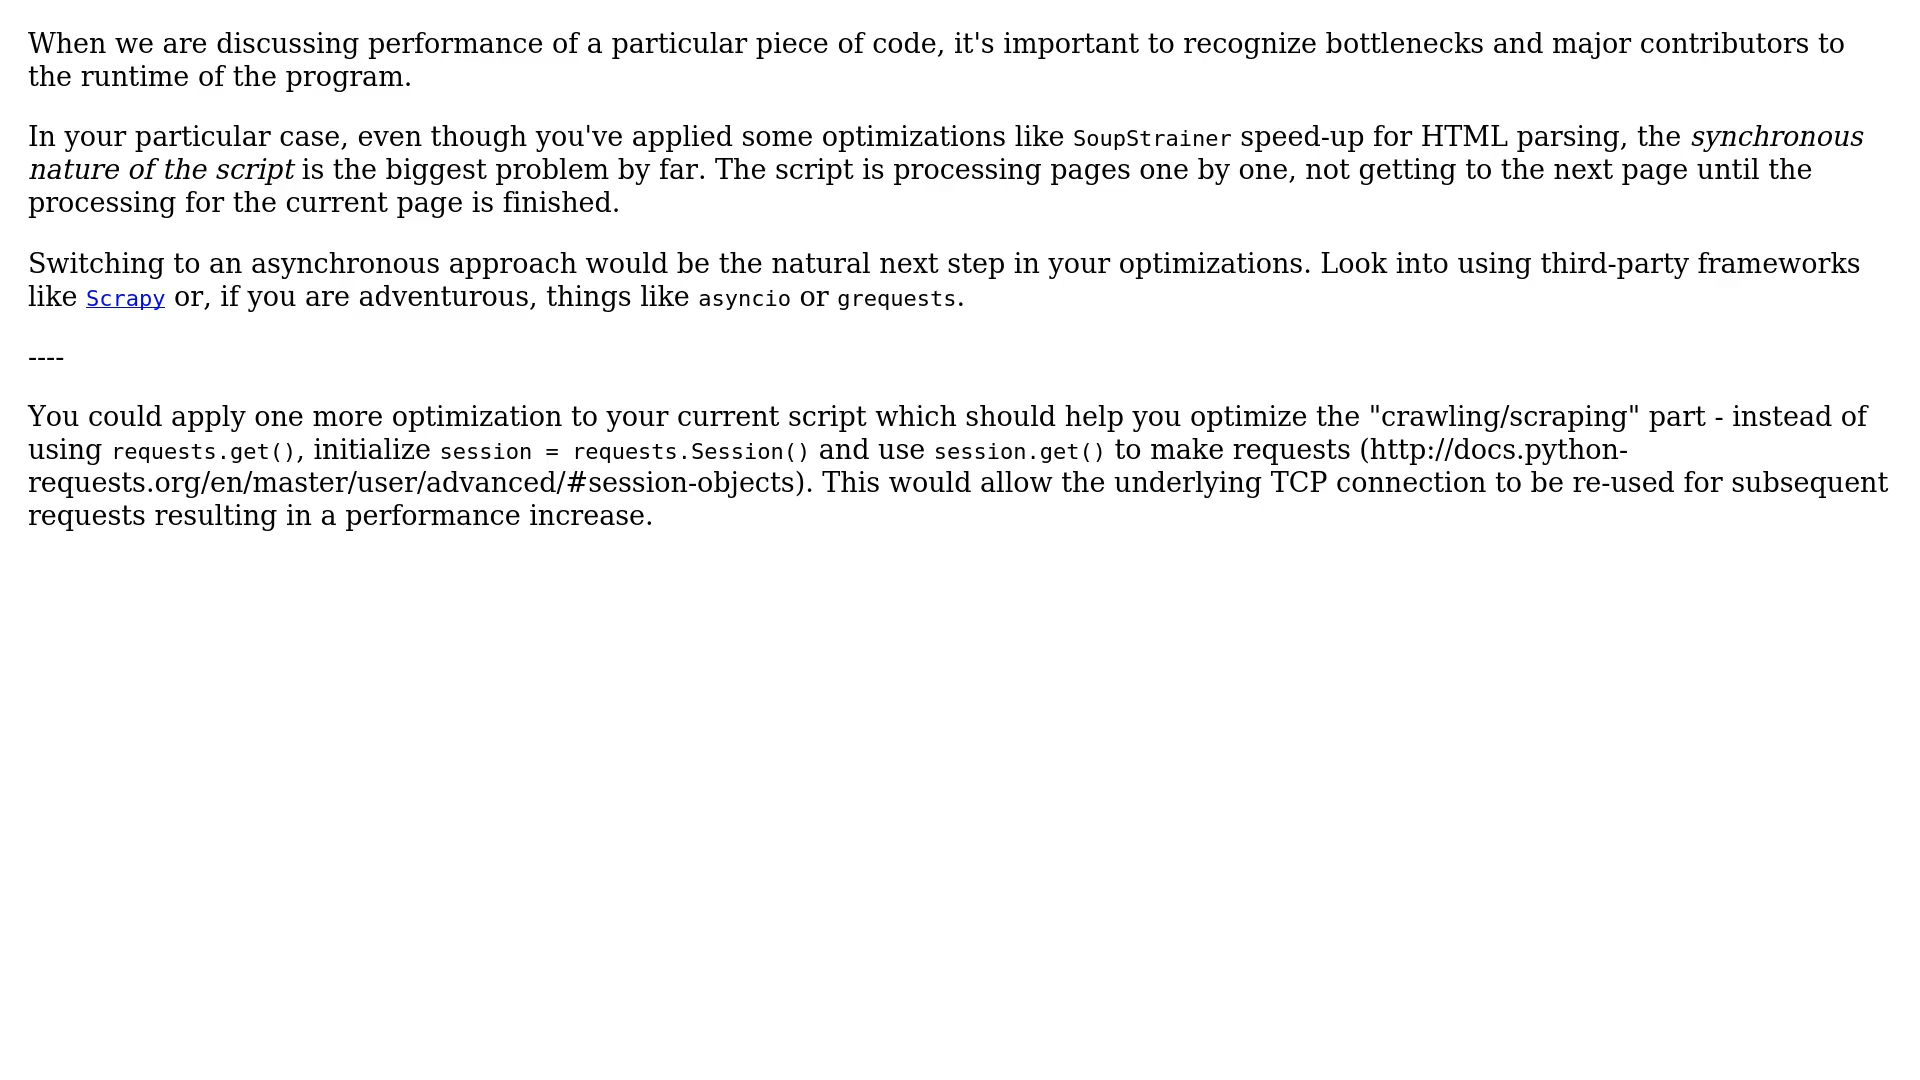 When we are discussing performance of a particular piece of code, it's important to recognize bottlenecks and major contributors to
the runtime of the program.
In your particular case, even though you've applied some optimizations like SoupStrainer speed-up for HTML parsing, the synchronous
nature of the script is the biggest problem by far. The script is processing pages one by one, not getting to the next page until the
processing for the current page is finished.
Switching to an asynchronous approach would be the natural next step in your optimizations. Look into using third-party frameworks
like Scrapy or, if you are adventurous, things like asyncio or grequests.
----
You could apply one more optimization to your current script which should help you optimize the "crawling/scraping" part - instead of
using requests.get(), initialize session = requests.Session() and use session.get() to make requests (http://docs.python-
requests.org/en/master/user/advanced/#session-objects). This would allow the underlying TCP connection to be re-used for subsequent
requests resulting in a performance increase.